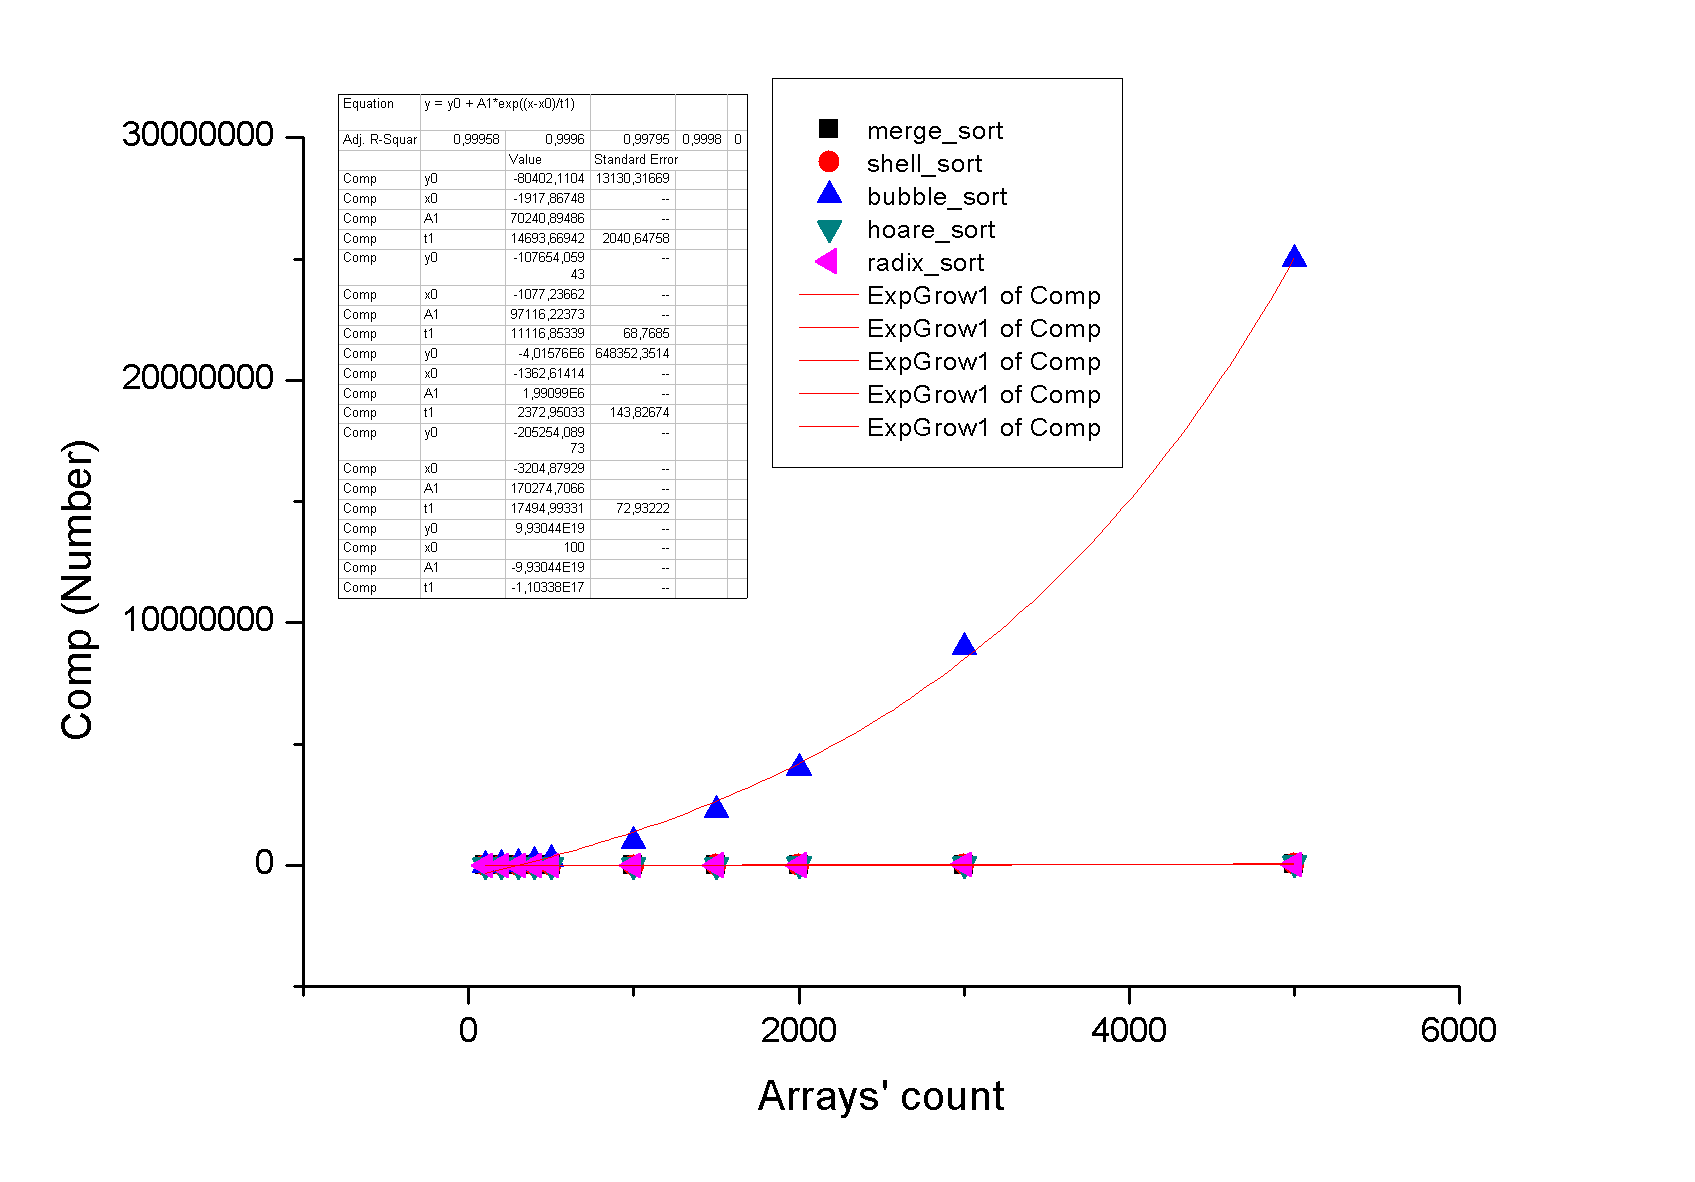 Equation y = y0 + A1*exp((x-x0)/t1)
Adj. R-Squar 0,99958 0,9996 0,99795 0,9998 0
Value Standard Error
Comp y0 -80402,1104 13130,31669
Comp x0 -1917,86748 --
Comp A1 70240,89486 --
Comp t1 14693,66942 2040,64758
Comp y0 -107654,059 --
43
Comp x0 -1077,23662 --
Comp A1 97116,22373 --
Comp t1 11116,85339 68,7685
Comp y0 -4,01576E6 648352,3514
Comp x0 -1362,61414 --
Comp A1 1,99099E6 --
Comp t1 2372,95033 143,82674
Comp y0 -205254,089 --
73
Comp x0 -3204,87929 --
Comp A1 170274,7066 --
Comp t1 17494,99331 72,93222
Comp y0 9,93044E19 --
Comp x0 100 --
Comp A1 -9,93044E19 --
Comp t1 -1,10338E17 --
merge_sort
shell_sort
bubble_sort
hoare_sort
radix_sort
ExpGrow1 of Comp
ExpGrow1 of Comp
ExpGrow1 of Comp
ExpGrow1 of Comp
ExpGrow1 of Comp
30000000
20000000
10000000
0
Comp (Number)
0 2000 4000 6000
Arrays' count